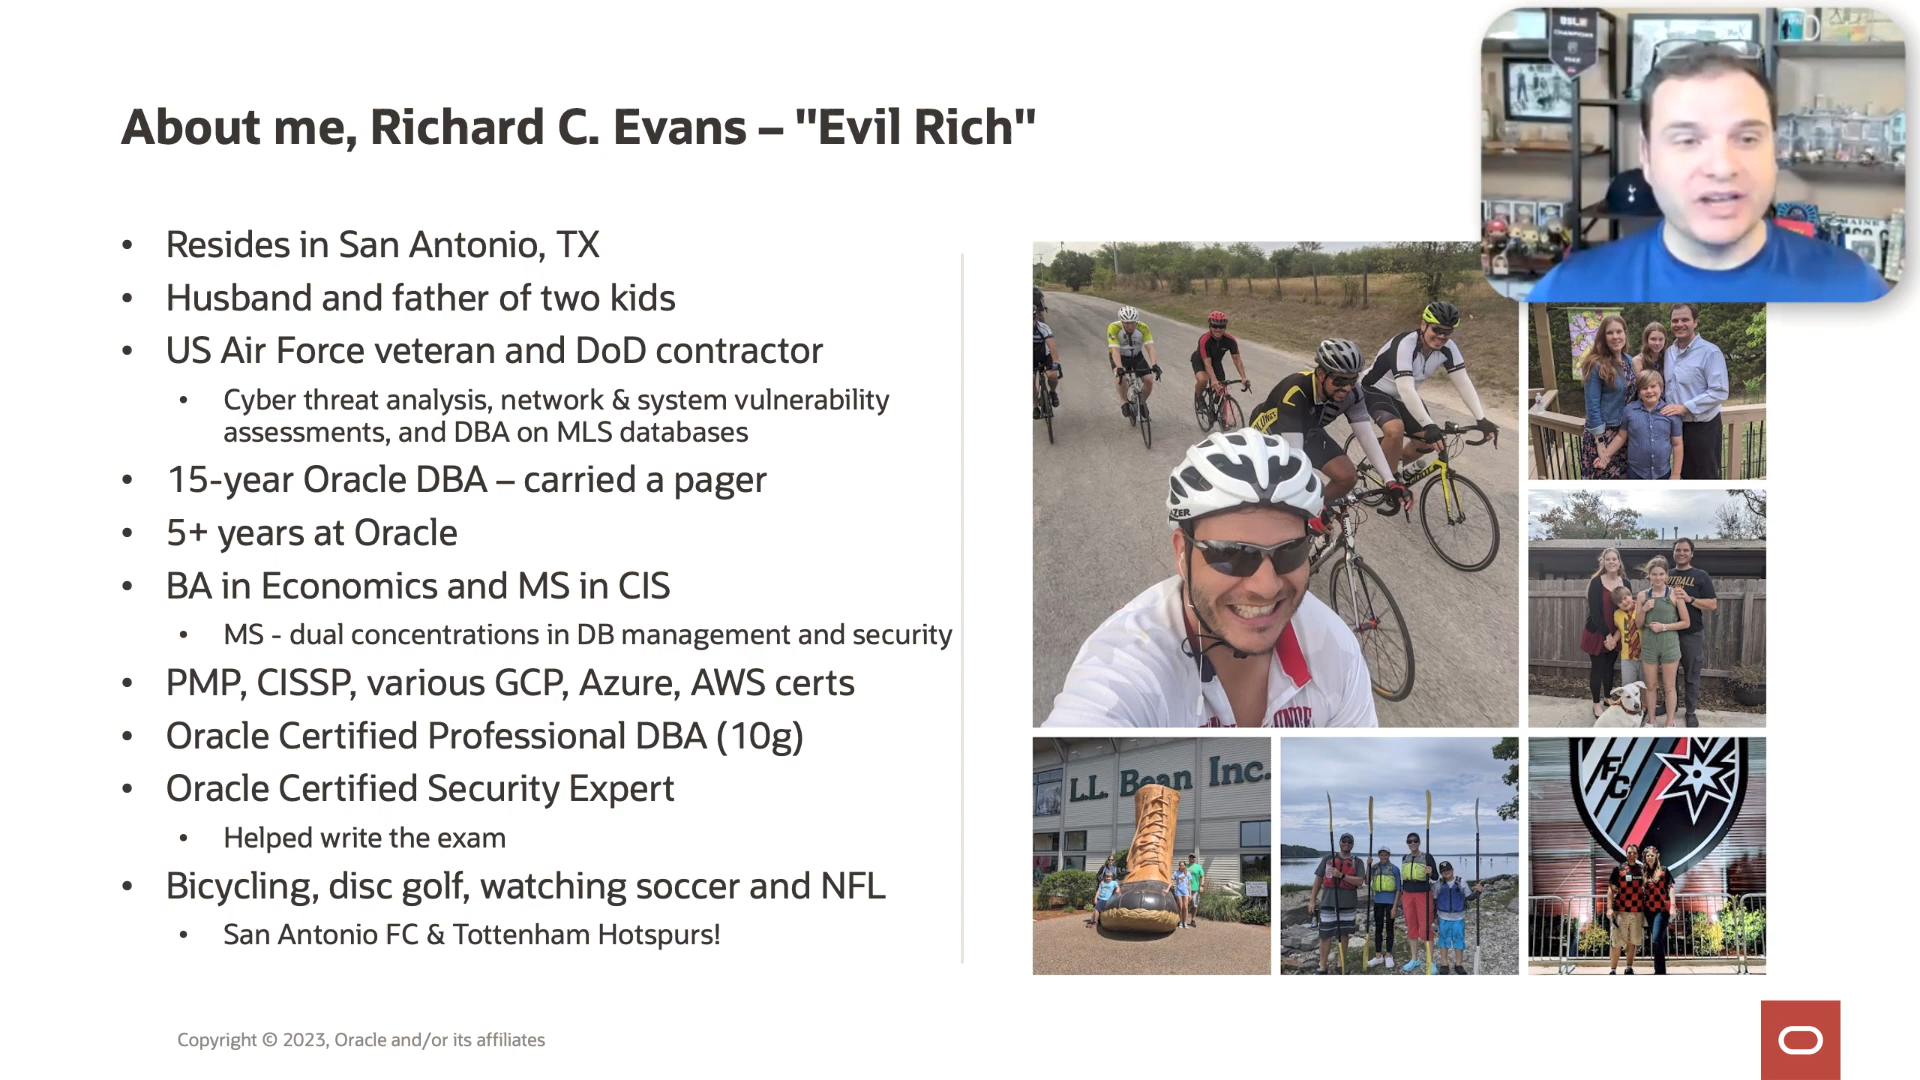 About me, Richard C. Evans – "Evil Rich"
• Resides in San Antonio, TX
• Husband and father of two kids
• US Air Force veteran and DoD contractor
• Cyber threat analysis, network & system vulnerability
assessments, and DBA on MLS databases
• 15-year Oracle DBA – carried a pager
• 5+ years at Oracle
• BA in Economics and MS in CIS
• MS - dual concentrations in DB management and security
• PMP, CISSP, various GCP, Azure, AWS certs
• Oracle Certified Professional DBA (10g)
• Oracle Certified Security Expert
• Helped write the exam
• Bicycling, disc golf, watching soccer and NFL
• San Antonio FC & Tottenham Hotspurs!
L.L. Bean Inc.
FC
Copyright © 2023, Oracle and/or its affiliates